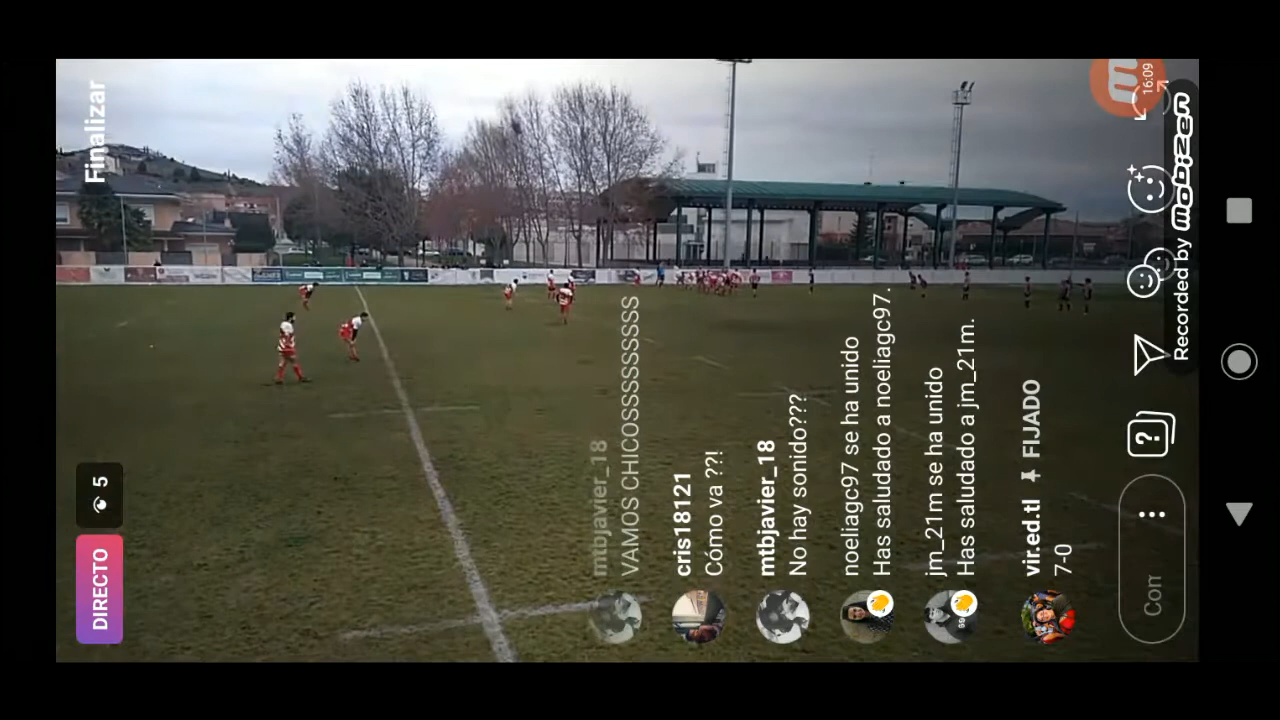 Finalizar
DIRECTO
5
mtbjavier_18
VAMOS CHICOSSSSSSSSSSSS
cris18121
Cómo va ??!
mtbjavier_18
No hay sonido???
noeliagc97 se ha unido
Has saludado a noeliagc97.
jm_21m se ha unido
Has saludado a jm_21m.
vir.ed.tl FIJADO
7-0
Com
?
16:09
Recorded by mobizen